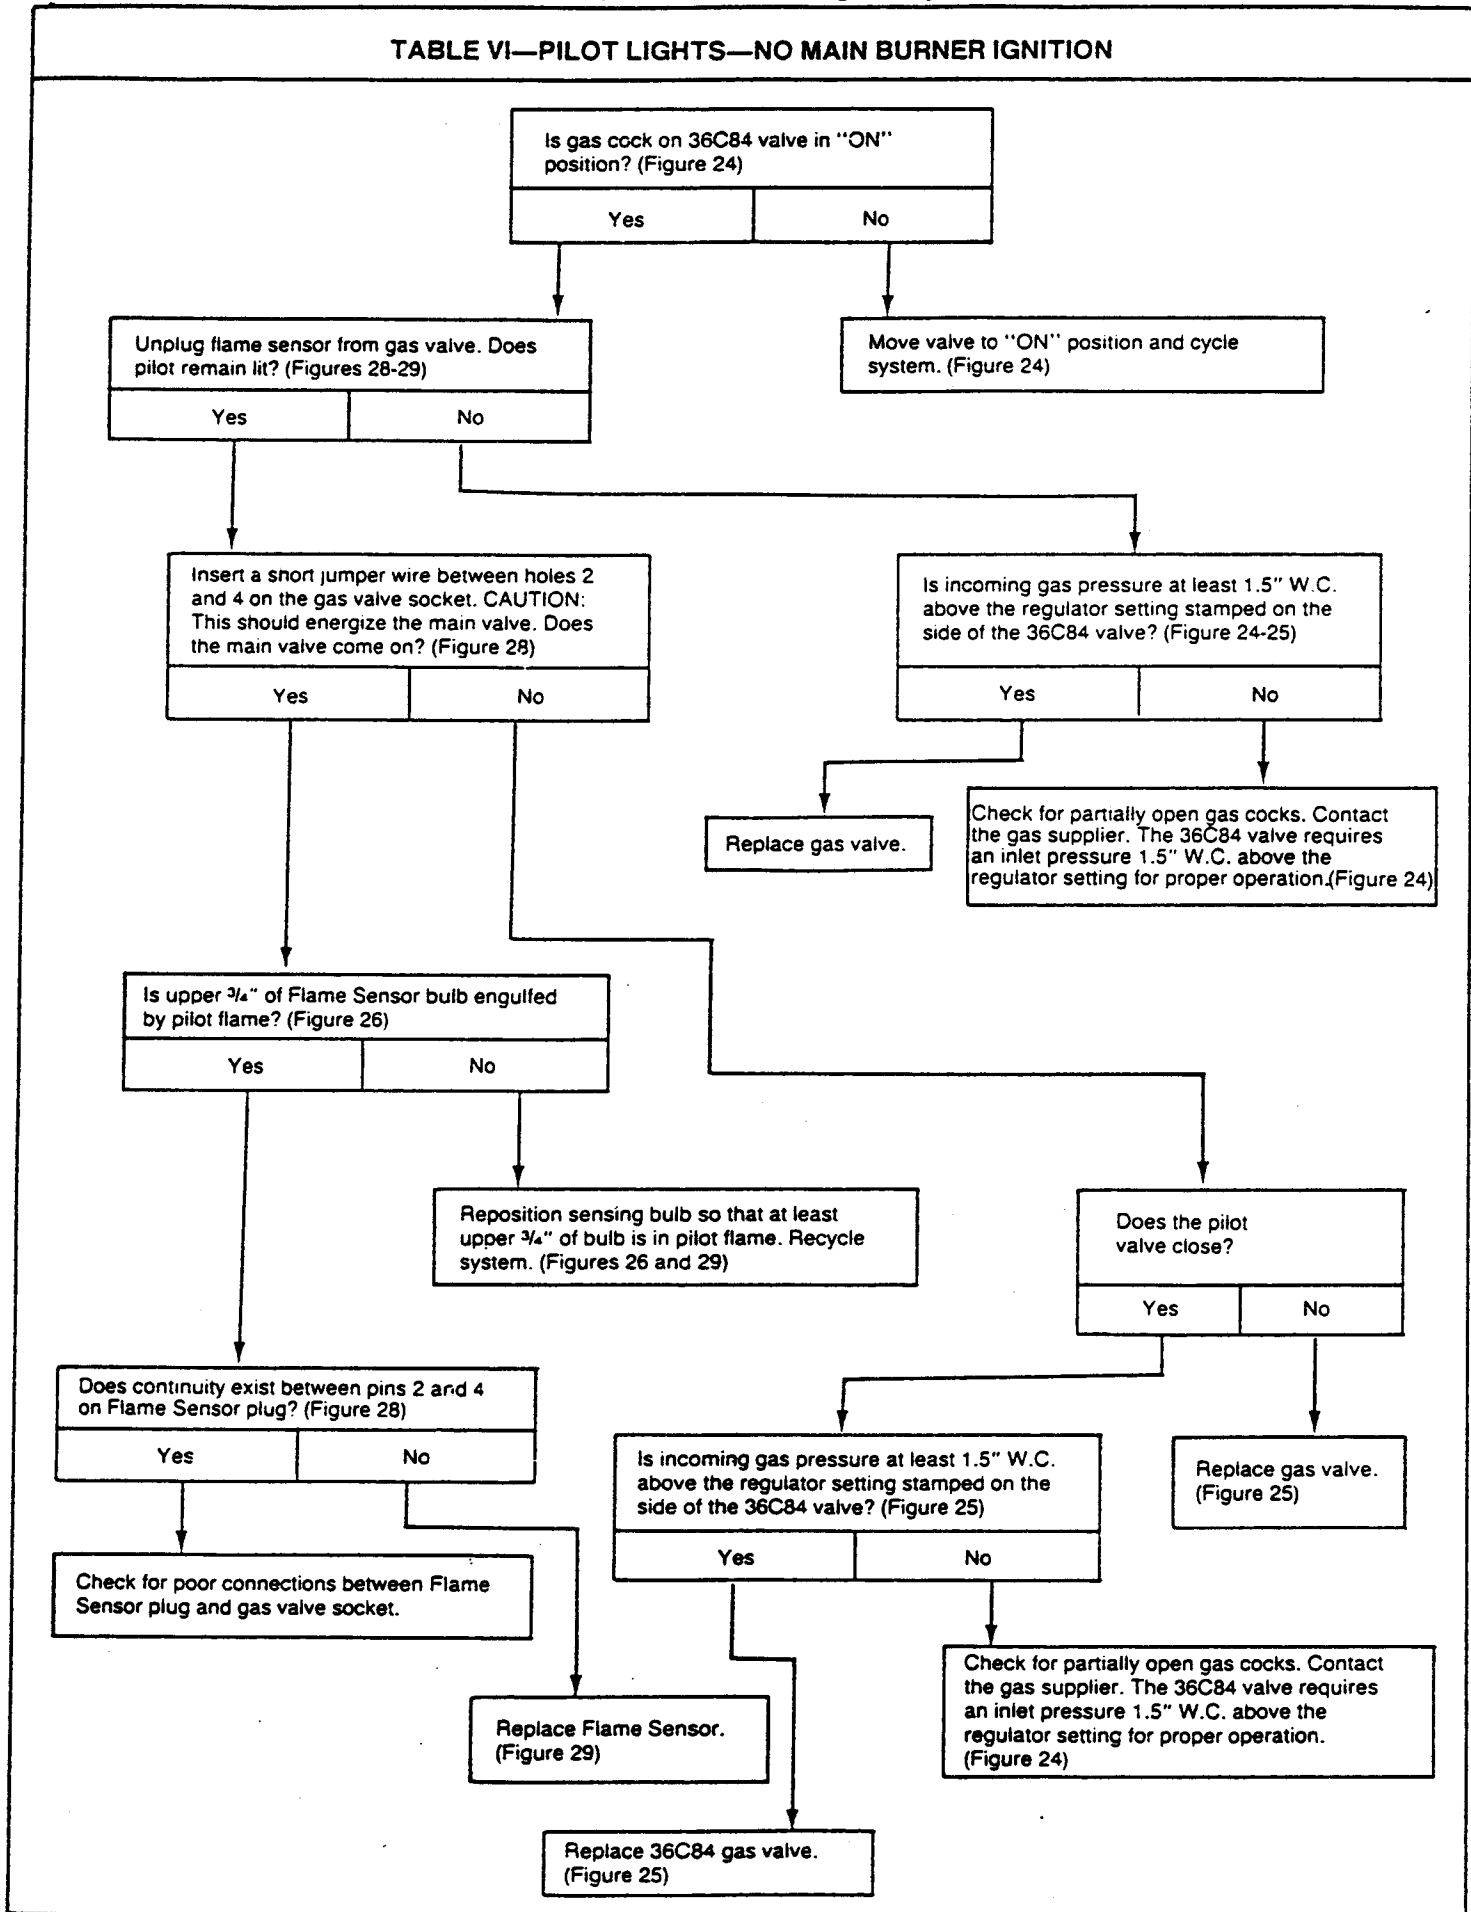 TABLE VI—PILOT LIGHTS—NO MAIN BURNER IGNITION
Is gas cock on 36C84 valve in "ON"
position? (Figure 24)
Yes
No
Unplug flame sensor from gas valve. Does
pilot remain lit? (Figures 28-29)
Yes
No
Move valve to "ON" position and cycle
system. (Figure 24)
Insert a short jumper wire between holes 2
and 4 on the gas valve socket. CAUTION:
This should energize the main valve. Does
the main valve come on? (Figure 28)
Yes
No
Is incoming gas pressure at least 1.5" W.C.
above the regulator setting stamped on the
side of the 36C84 valve? (Figure 24-25)
Yes
No
Replace gas valve.
Check for partially open gas cocks. Contact
the gas supplier. The 36C84 valve requires
an inlet pressure 1.5" W.C. above the
regulator setting for proper operation.(Figure 24)
Is upper 3/4" of Flame Sensor bulb engulfed
by pilot flame? (Figure 26)
Yes
No
Reposition sensing bulb so that at least
upper 3/4" of bulb is in pilot flame. Recycle
system. (Figures 26 and 29)
Does the pilot
valve close?
Yes
No
Does continuity exist between pins 2 and 4
on Flame Sensor plug? (Figure 28)
Yes
No
Is incoming gas pressure at least 1.5" W.C.
above the regulator setting stamped on the
side of the 36C84 valve? (Figure 25)
Yes
No
Replace gas valve.
(Figure 25)
Check for poor connections between Flame
Sensor plug and gas valve socket.
Replace Flame Sensor.
(Figure 29)
Check for partially open gas cocks. Contact
the gas supplier. The 36C84 valve requires
an inlet pressure 1.5" W.C. above the
regulator setting for proper operation.
(Figure 24)
Replace 36C84 gas valve.
(Figure 25)